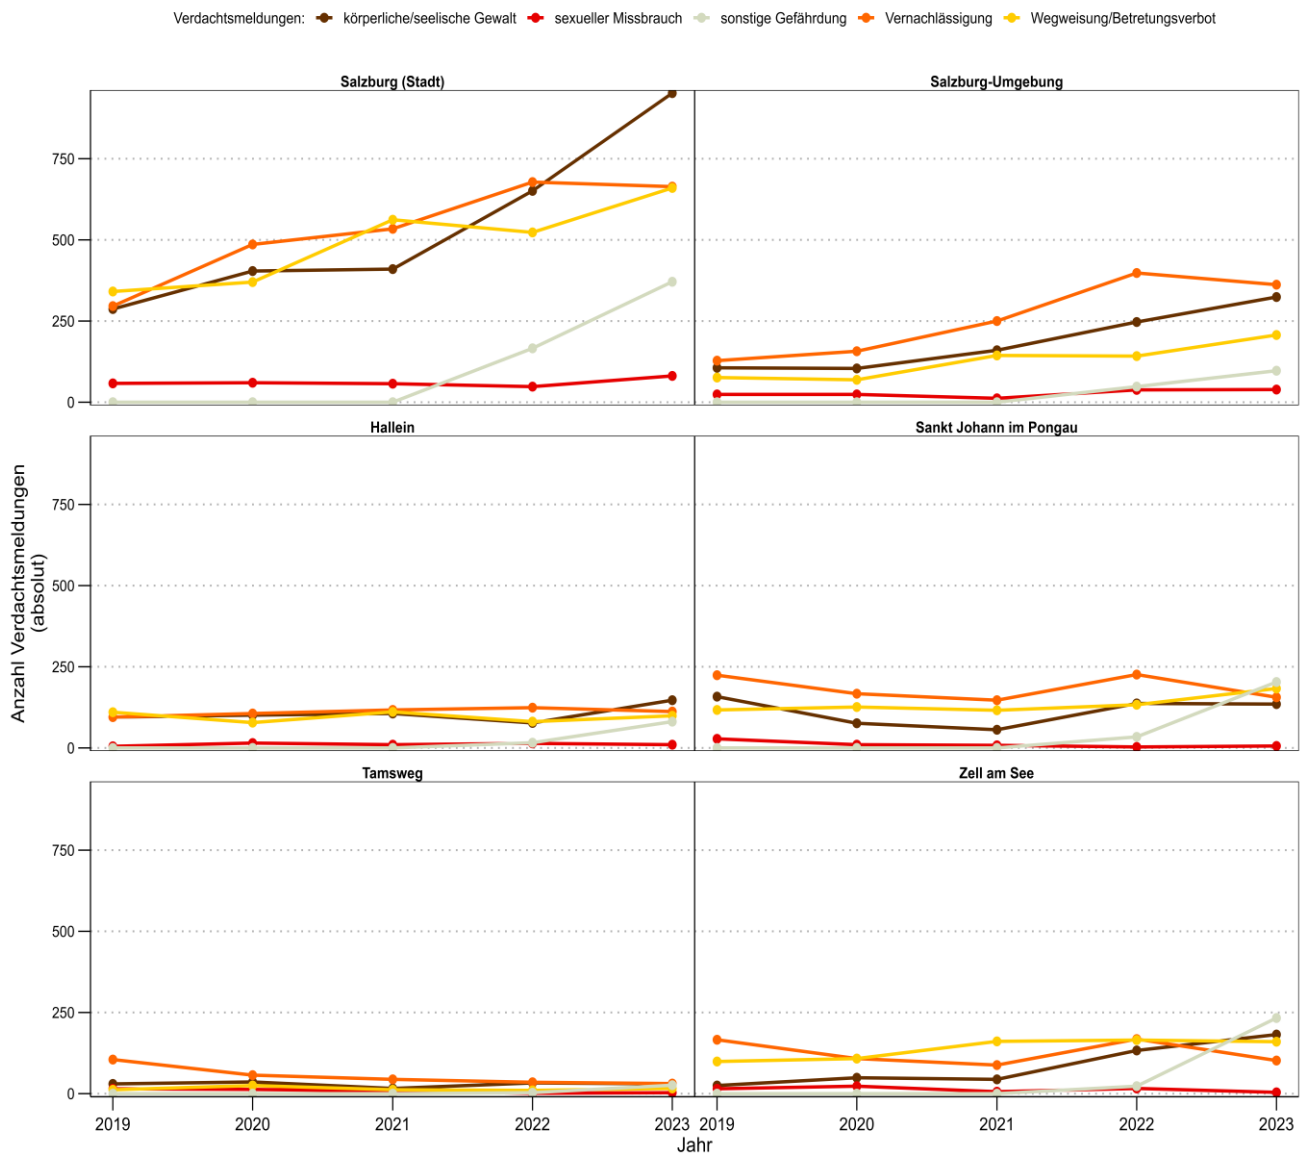 Verdachtsmeldungen: körperliche/seelische Gewalt sexueller Missbrauch sonstige Gefährdung Vernachlässigung Wegweisung/Betretungsverbot
Salzburg (Stadt) Salzburg-Umgebung
750
500
250
0
Hallein Sankt Johann im Pongau
750
500
250
0
Anzahl Verdachtsmeldungen
(absolut)
Tamsweg Zell am See
750
500
250
0
2019 2020 2021 2022 2023 2019 2020 2021 2022 2023
Jahr